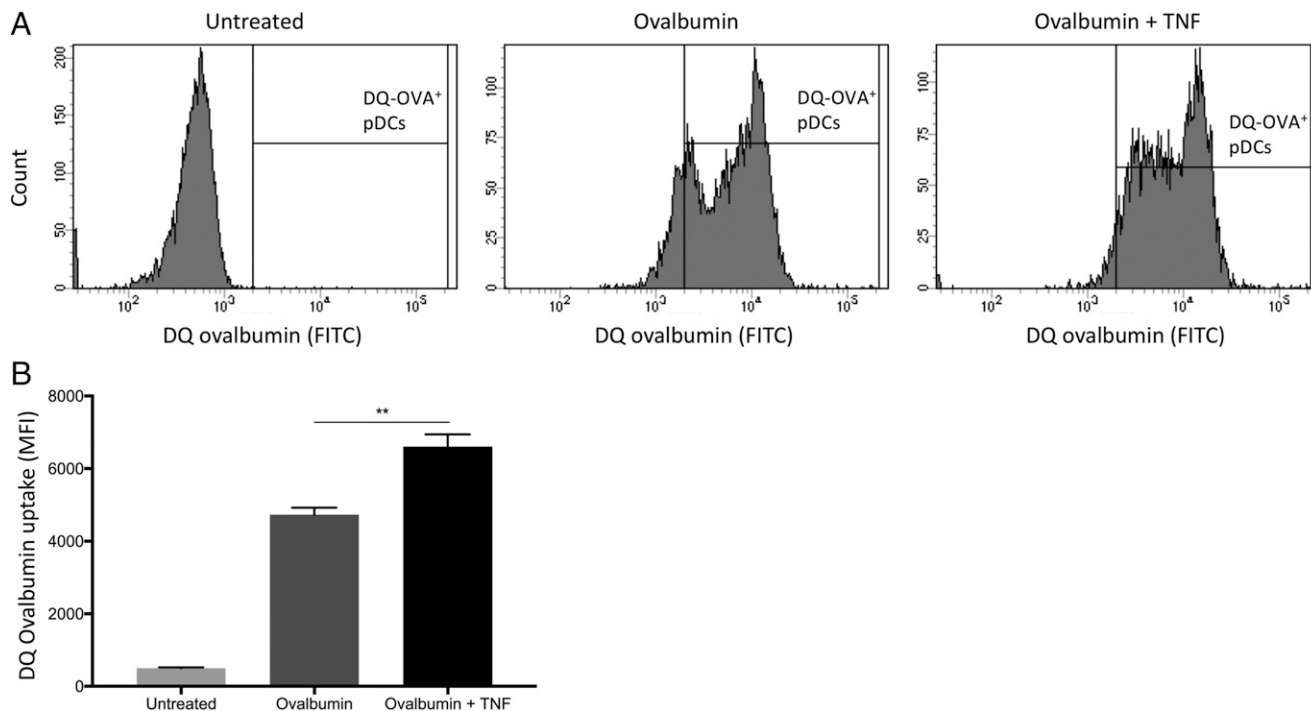 A
Untreated
Ovalbumin
Ovalbumin + TNF
Count
200
150
100
50
0
DQ-OVA+
pDCs
10²
10³
10⁴
10⁵
DQ ovalbumin (FITC)
100
75
50
25
0
DQ-OVA+
pDCs
10²
10³
10⁴
10⁵
DQ ovalbumin (FITC)
100
75
50
25
0
DQ-OVA+
pDCs
10²
10³
10⁴
10⁵
DQ ovalbumin (FITC)
B
DQ Ovalbumin uptake (MFI)
8000
6000
4000
2000
0
**
Untreated
Ovalbumin
Ovalbumin + TNF